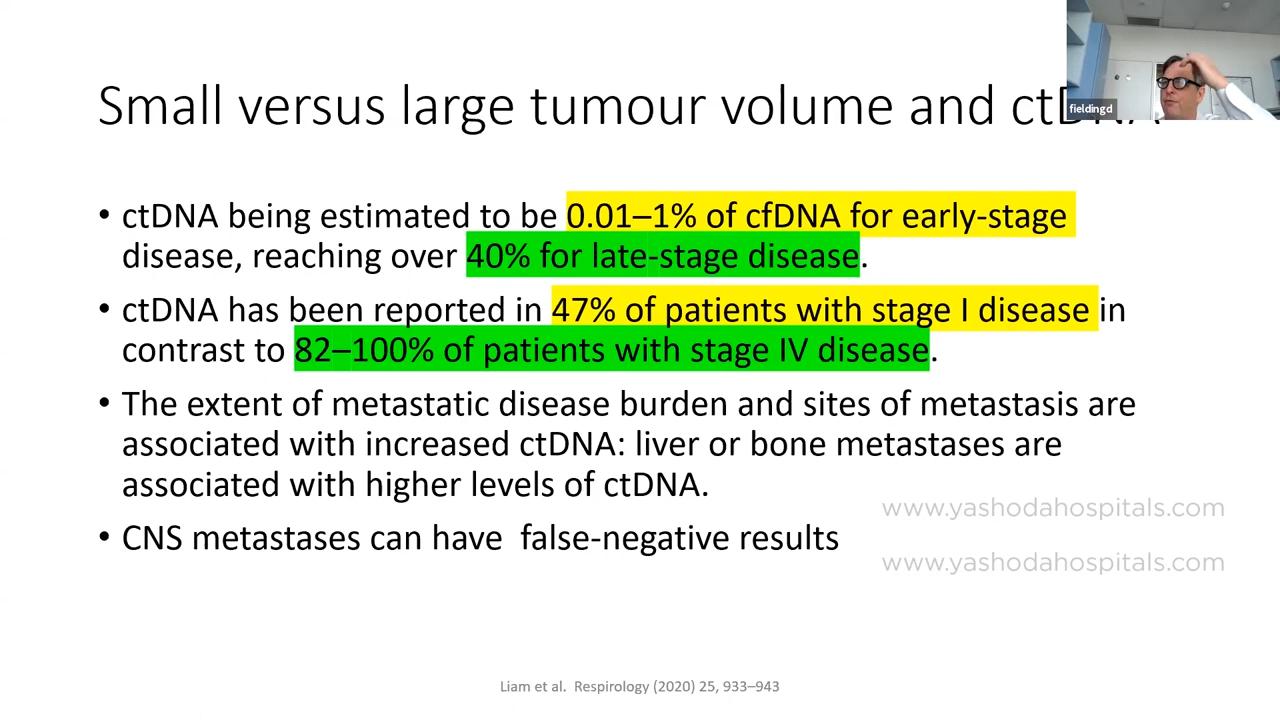 Small versus large tumour volume and ctDNA
fieldingd
• ctDNA being estimated to be 0.01–1% of cfDNA for early-stage
disease, reaching over 40% for late-stage disease.
• ctDNA has been reported in 47% of patients with stage I disease in
contrast to 82–100% of patients with stage IV disease.
• The extent of metastatic disease burden and sites of metastasis are
associated with increased ctDNA: liver or bone metastases are
associated with higher levels of ctDNA.
www.yashodahospitals.com
• CNS metastases can have  false-negative results
www.yashodahospitals.com
Liam et al.  Respirology (2020) 25, 933–943